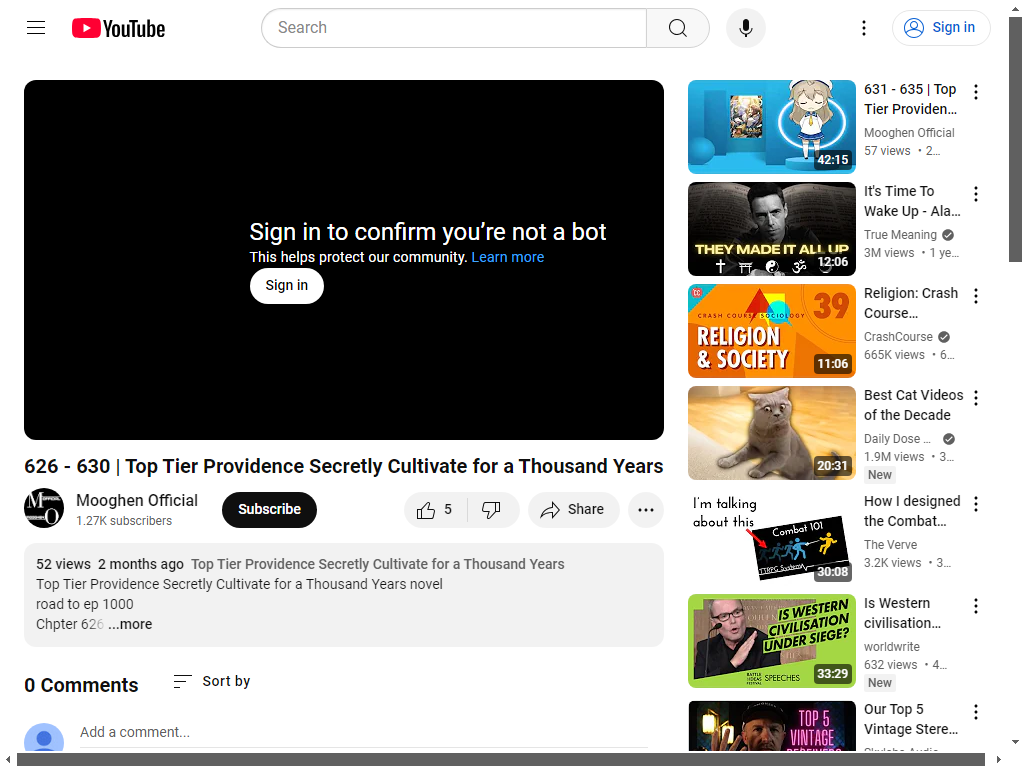 YouTube
Search
Sign in
Sign in to confirm you’re not a bot
This helps protect our community. Learn more
Sign in
626 - 630 | Top Tier Providence Secretly Cultivate for a Thousand Years
Mooghen Official
1.27K subscribers
Subscribe
5
Share
52 views 2 months ago Top Tier Providence Secretly Cultivate for a Thousand Years
Top Tier Providence Secretly Cultivate for a Thousand Years novel
road to ep 1000
Chpter 626 ...more
0 Comments
Sort by
Add a comment...
42:15
631 - 635 | Top
Tier Providen...
Mooghen Official
57 views • 2...
THEY MADE IT ALL UP
12:06
It's Time To
Wake Up - Ala...
True Meaning
3M views • 1 ye...
CC
39
CRASH COURSE SOCIOLOGY
RELIGION
& SOCIETY
11:06
Religion: Crash
Course...
CrashCourse
665K views • 6...
20:31
Best Cat Videos
of the Decade
Daily Dose ...
1.9M views • 3...
New
I'm talking
about this
Combat 101
TTRPG Systems
30:08
How I designed
the Combat...
The Verve
3.2K views • 3...
IS WESTERN
CIVILISATION
UNDER SIEGE?
BATTLE
IDEAS
FESTIVAL
SPEECHES
33:29
Is Western
civilisation...
worldwrite
632 views • 4...
New
TOP 5
VINTAGE
Our Top 5
Vintage Stere...